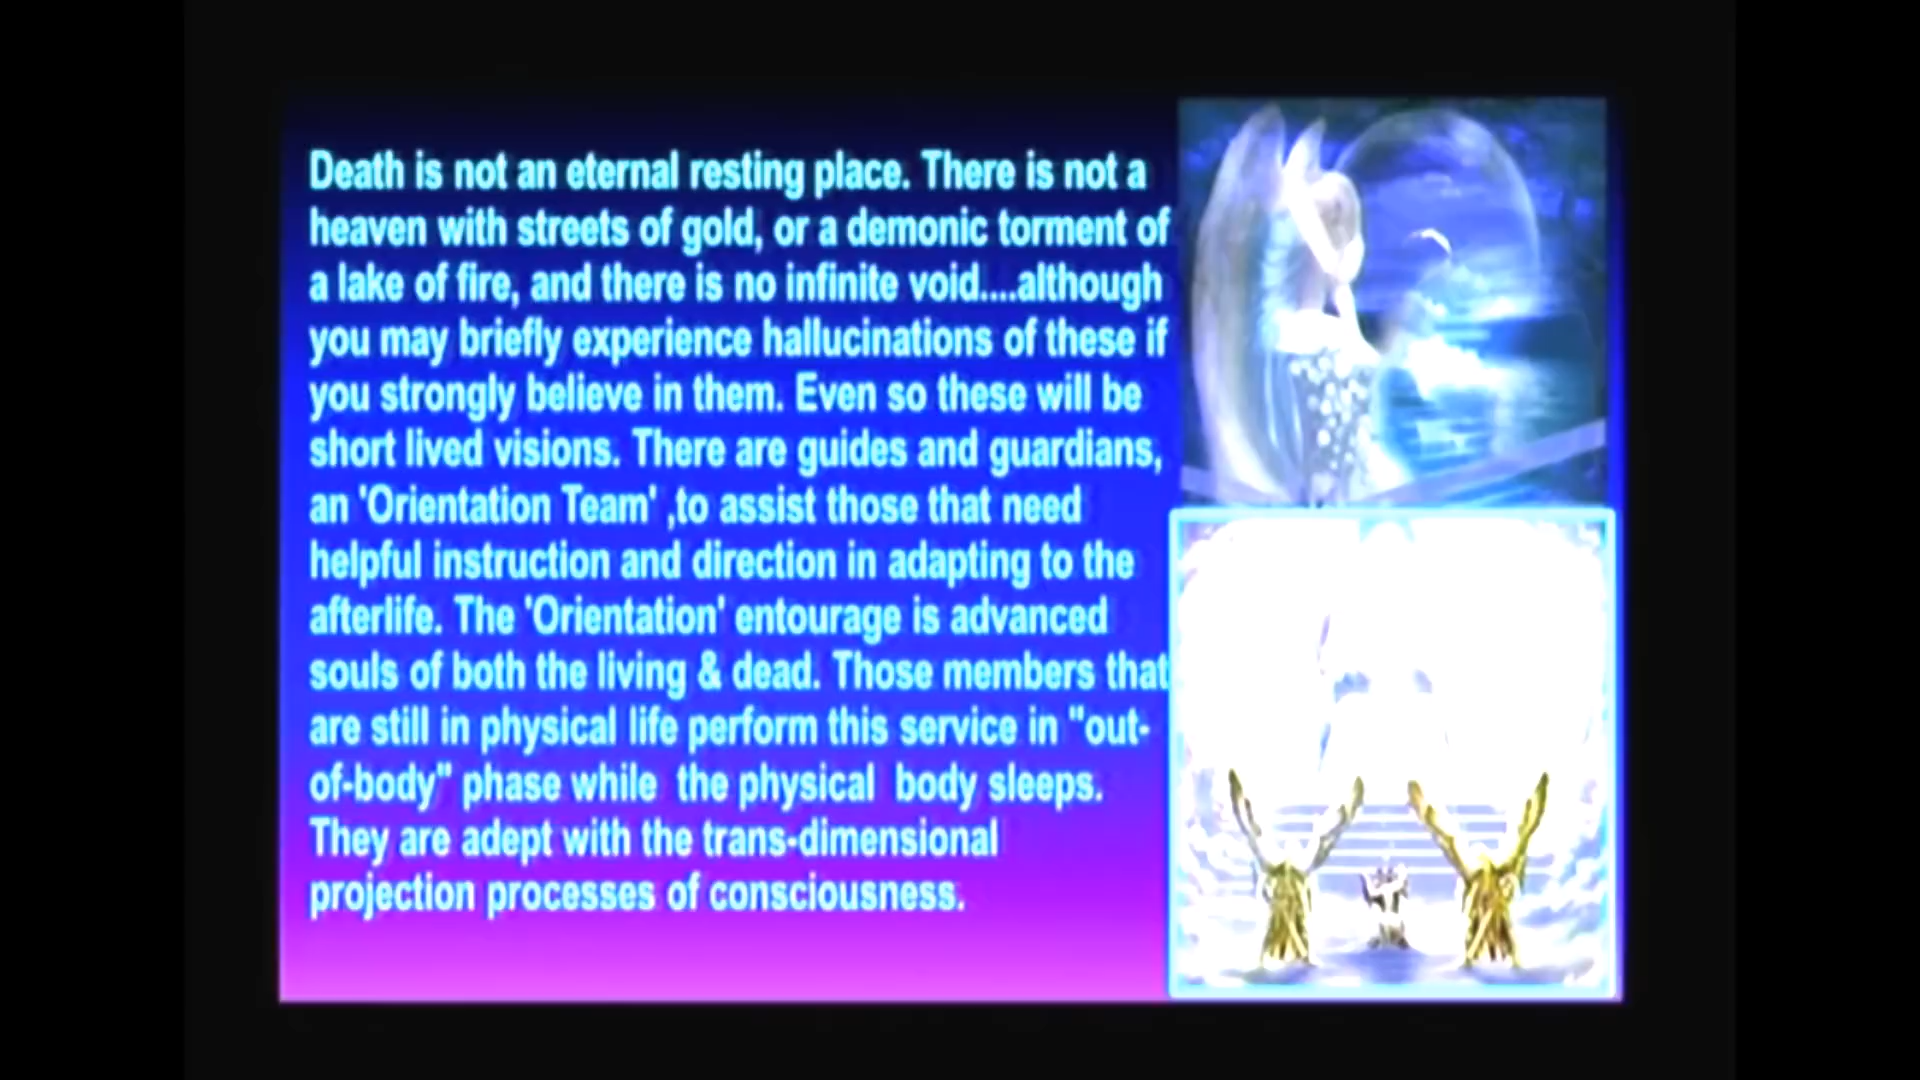 Death is not an eternal resting place. There is not a
heaven with streets of gold, or a demonic torment of
a lake of fire, and there is no infinite void....although
you may briefly experience hallucinations of these if
you strongly believe in them. Even so these will be
short lived visions. There are guides and guardians,
an 'Orientation Team' ,to assist those that need
helpful instruction and direction in adapting to the
afterlife. The 'Orientation' entourage is advanced
souls of both the living & dead. Those members that
are still in physical life perform this service in "out-
of-body" phase while  the physical  body sleeps.
They are adept with the trans-dimensional
projection processes of consciousness.